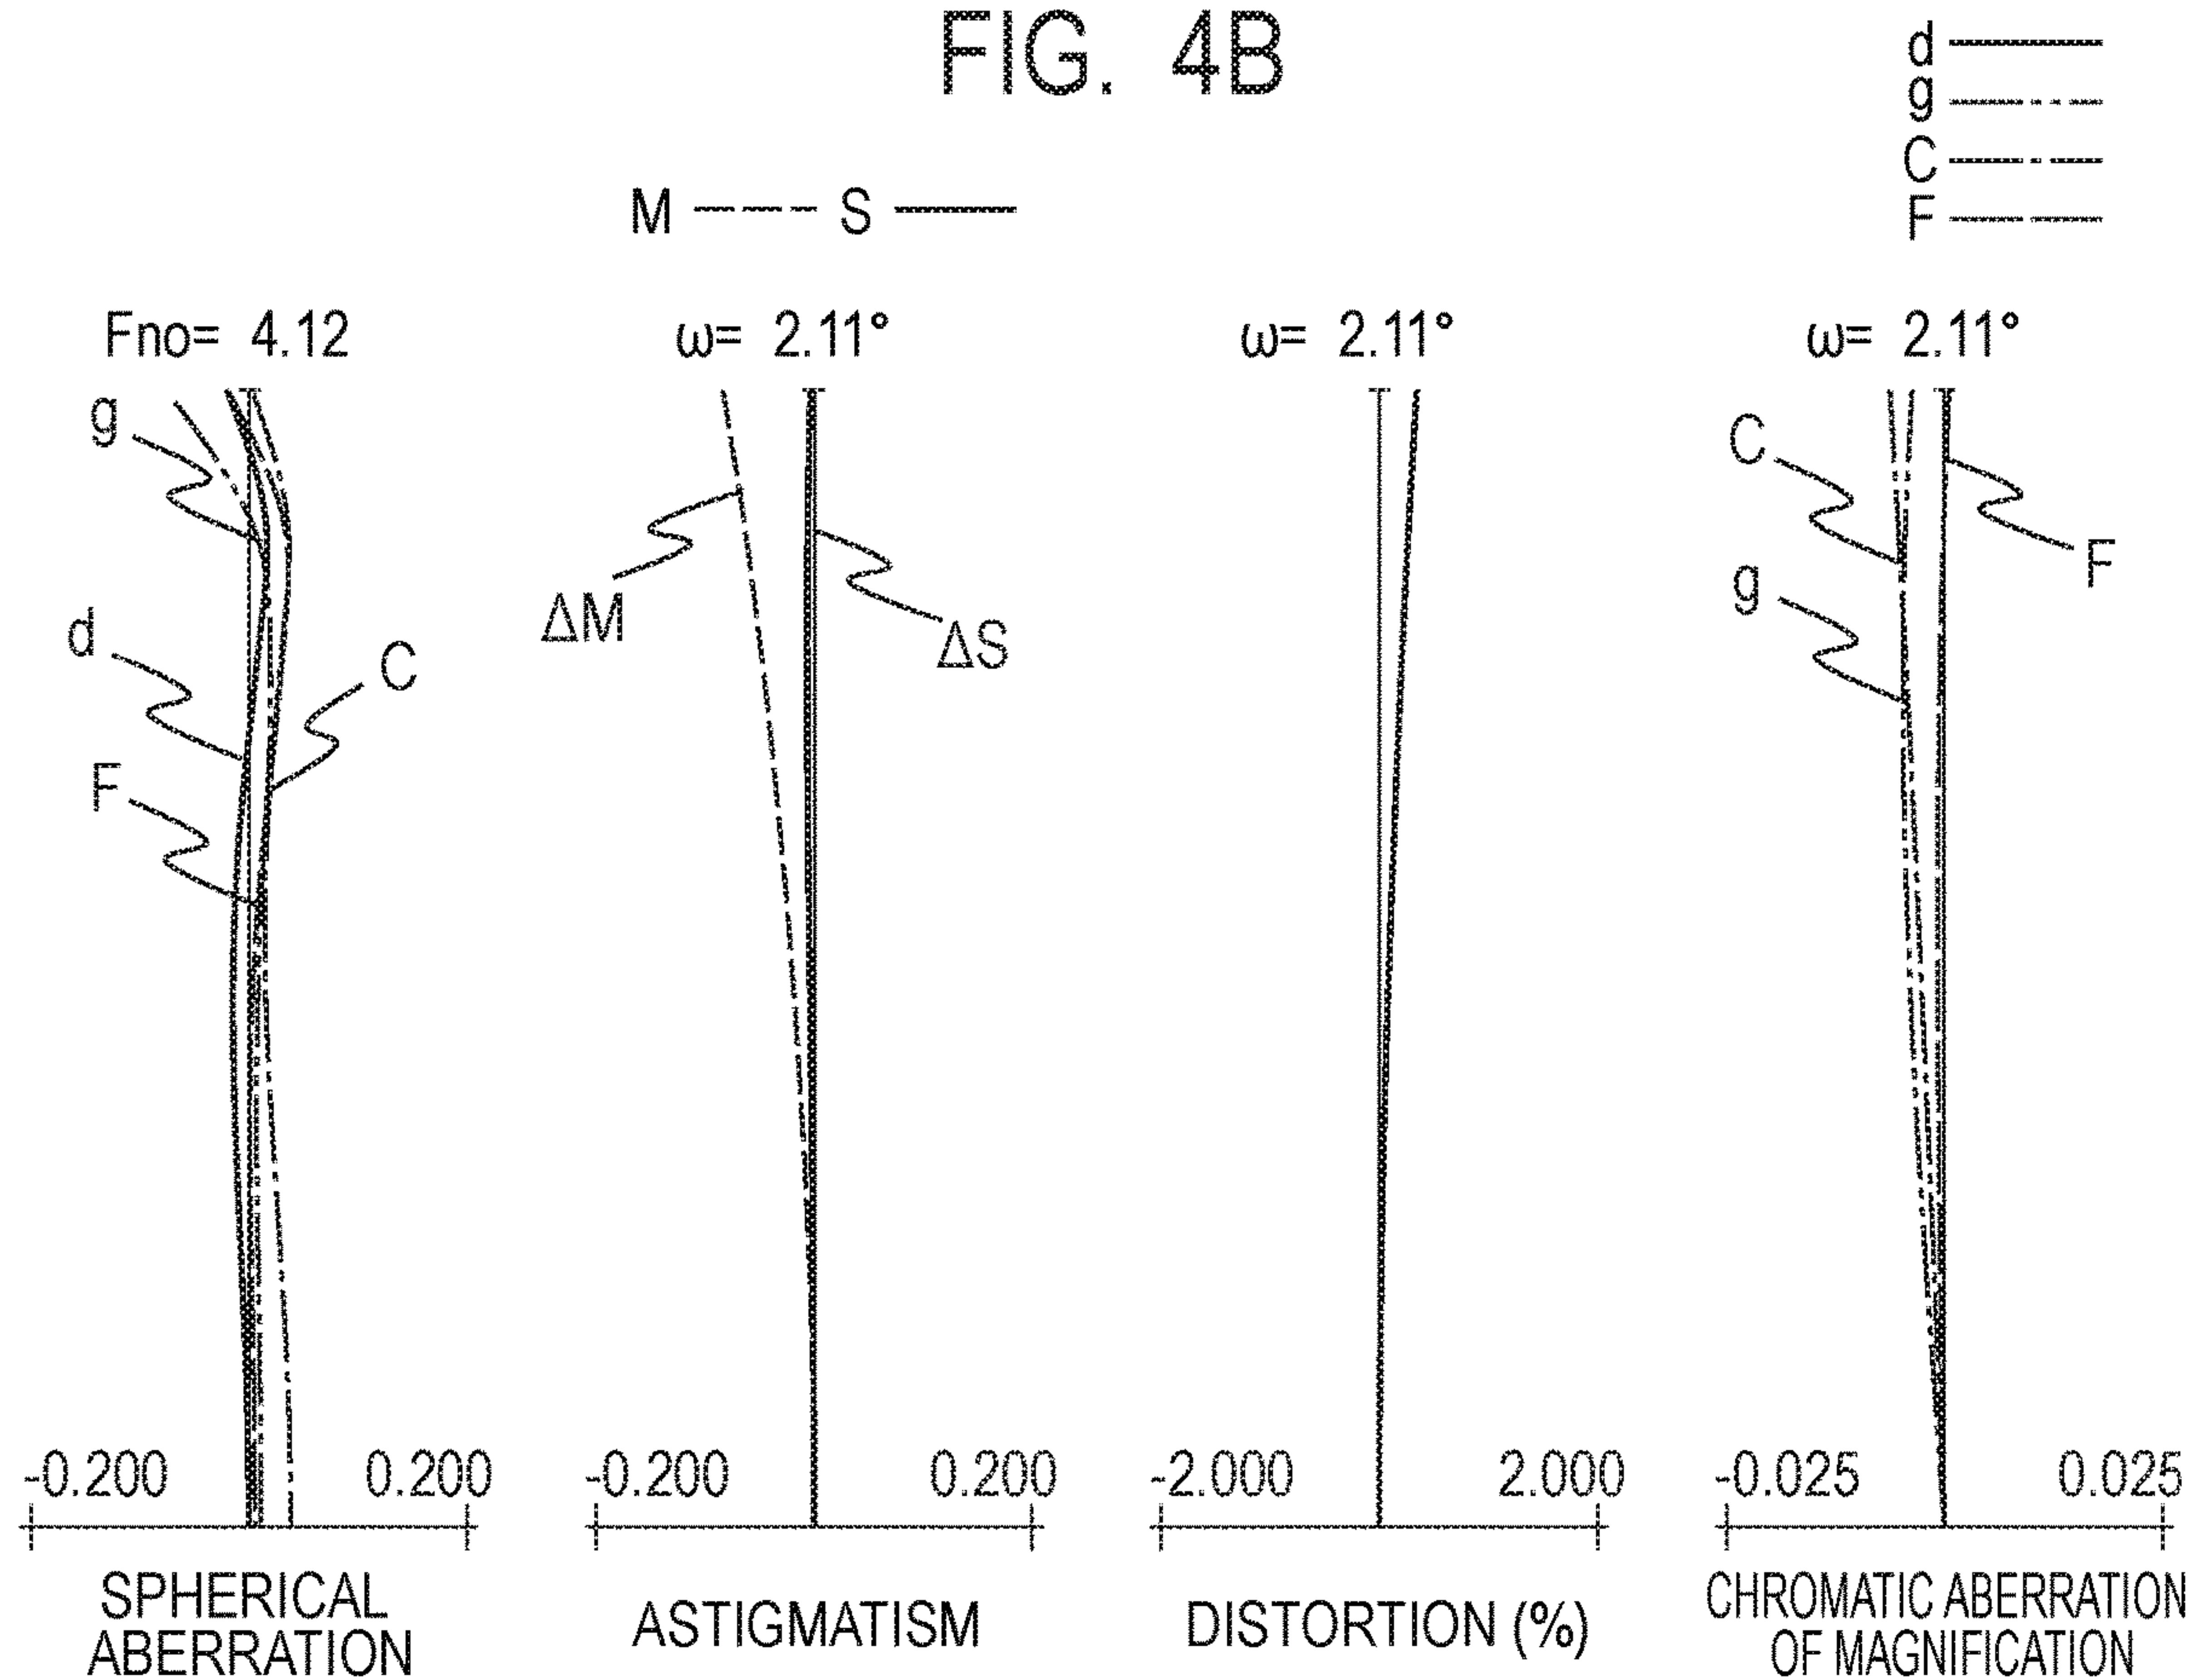 FIG. 4B
d
g
C
F
M S
Fno= 4.12
ω= 2.11°
ω= 2.11°
ω= 2.11°
g
d
F
C
ΔM
ΔS
C
g
F
-0.200 0.200
-0.200 0.200
-2.000 2.000
-0.025 0.025
SPHERICAL
ABERRATION
ASTIGMATISM
DISTORTION (%)
CHROMATIC ABERRATION
OF MAGNIFICATION